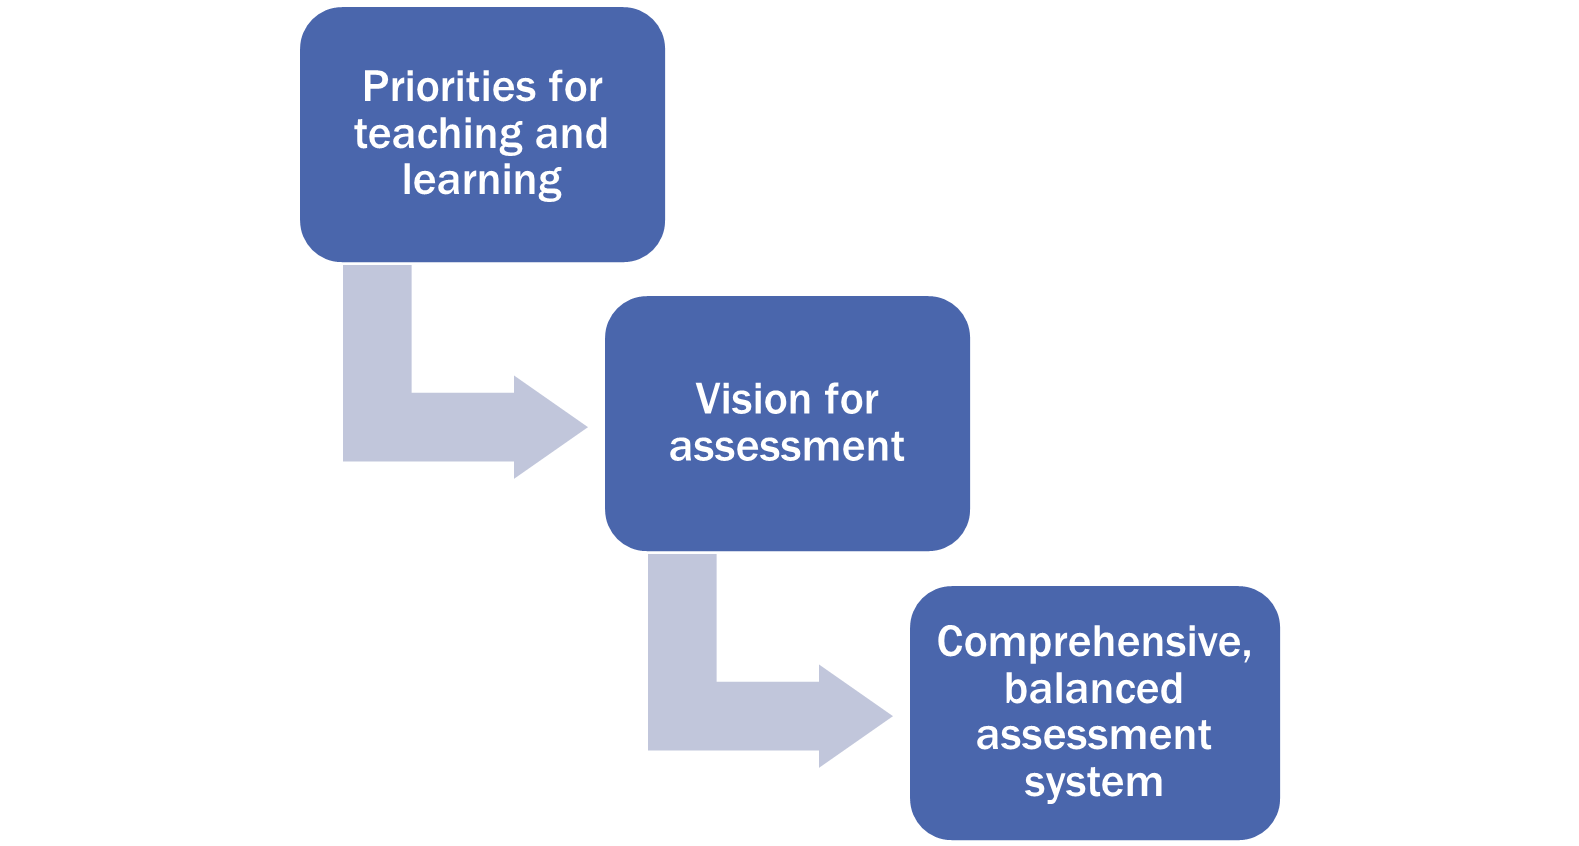 Priorities for
teaching and
learning
Vision for
assessment
Comprehensive,
balanced
assessment
system